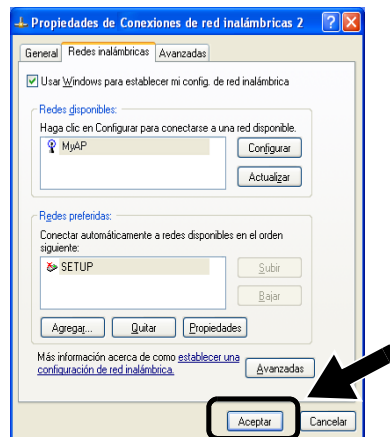 Propiedades de Conexiones de red inalámbricas 2
General Redes inalámbricas Avanzadas
Usar Windows para establecer mi config. de red inalámbrica
Redes disponibles:
Haga clic en Configurar para conectarse a una red disponible.
MyAP
Configurar
Actualizar
Redes preferidas:
Conectar automáticamente a redes disponibles en el orden
siguiente:
SETUP
Subir
Bajar
Agregar... Quitar Propiedades
Más información acerca de como establecer una
configuración de red inalámbrica.
Avanzadas
Aceptar Cancelar